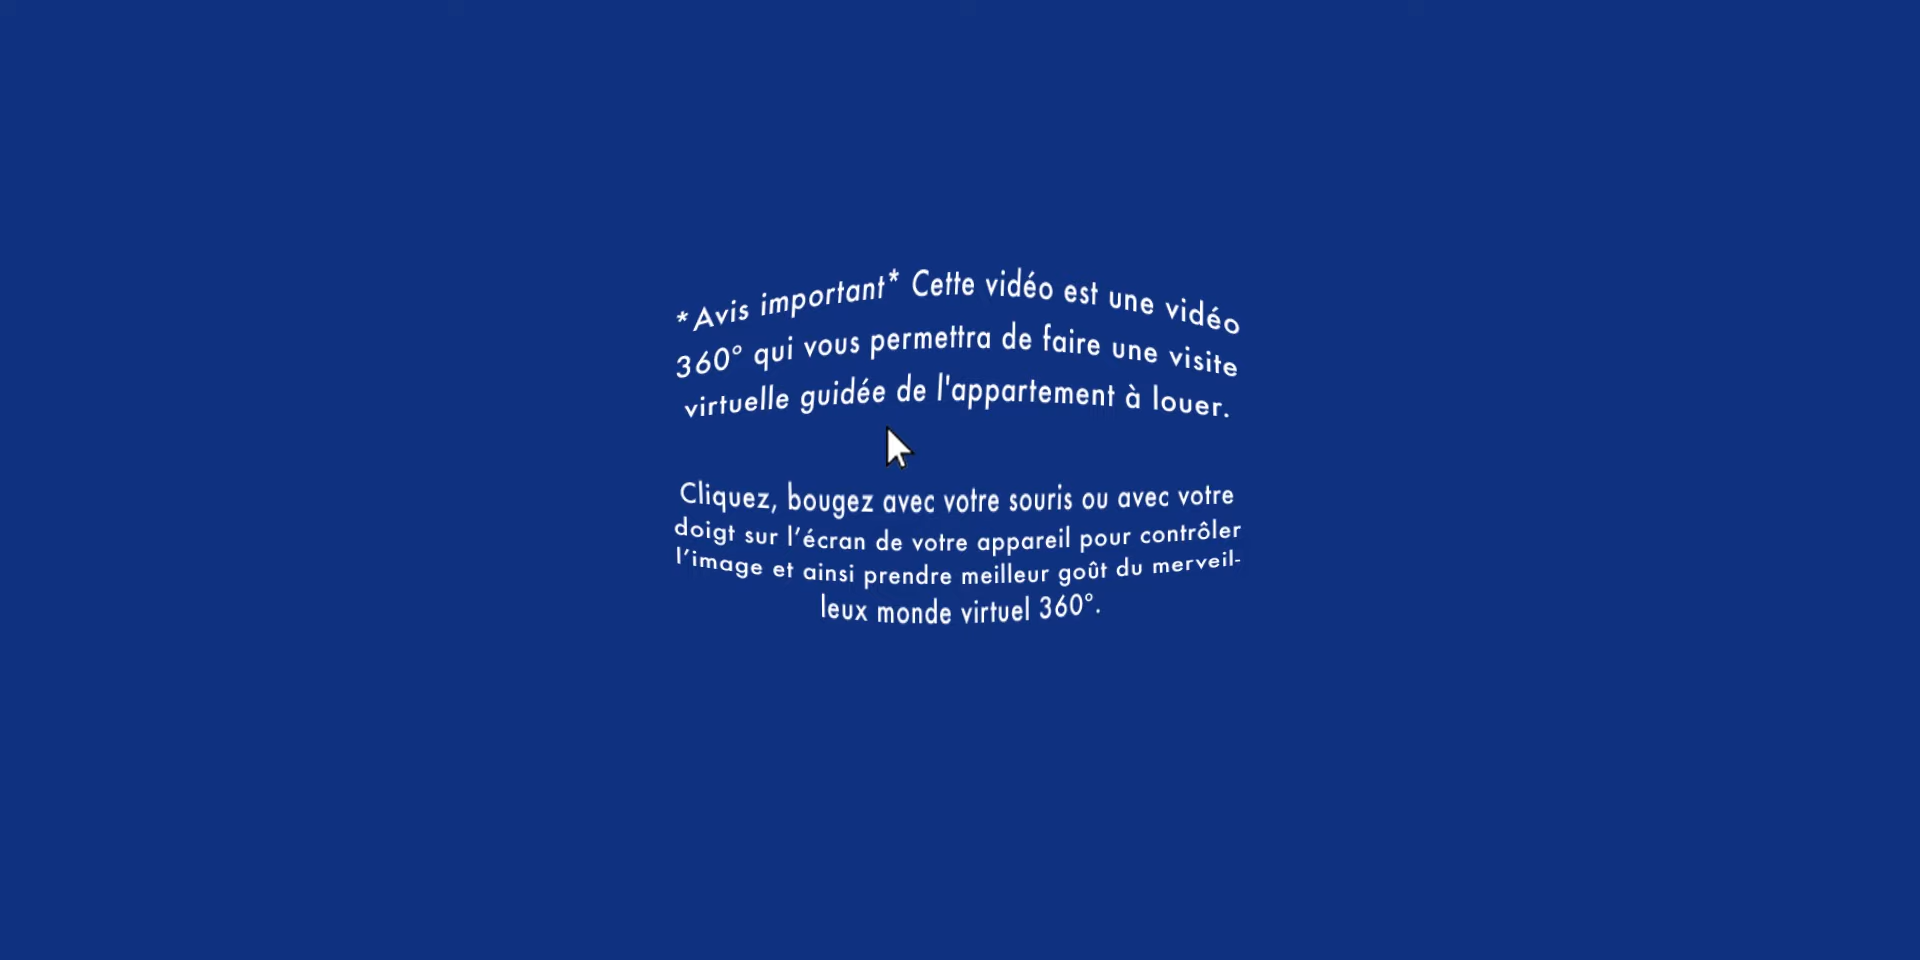 *Avis important* Cette vidéo est une vidéo
360° qui vous permettra de faire une visite
virtuelle guidée de l'appartement à louer.
Cliquez, bougez avec votre souris ou avec votre
doigt sur l’écran de votre appareil pour contrôler
l’image et ainsi prendre meilleur goût du merveil-
leux monde virtuel 360°.